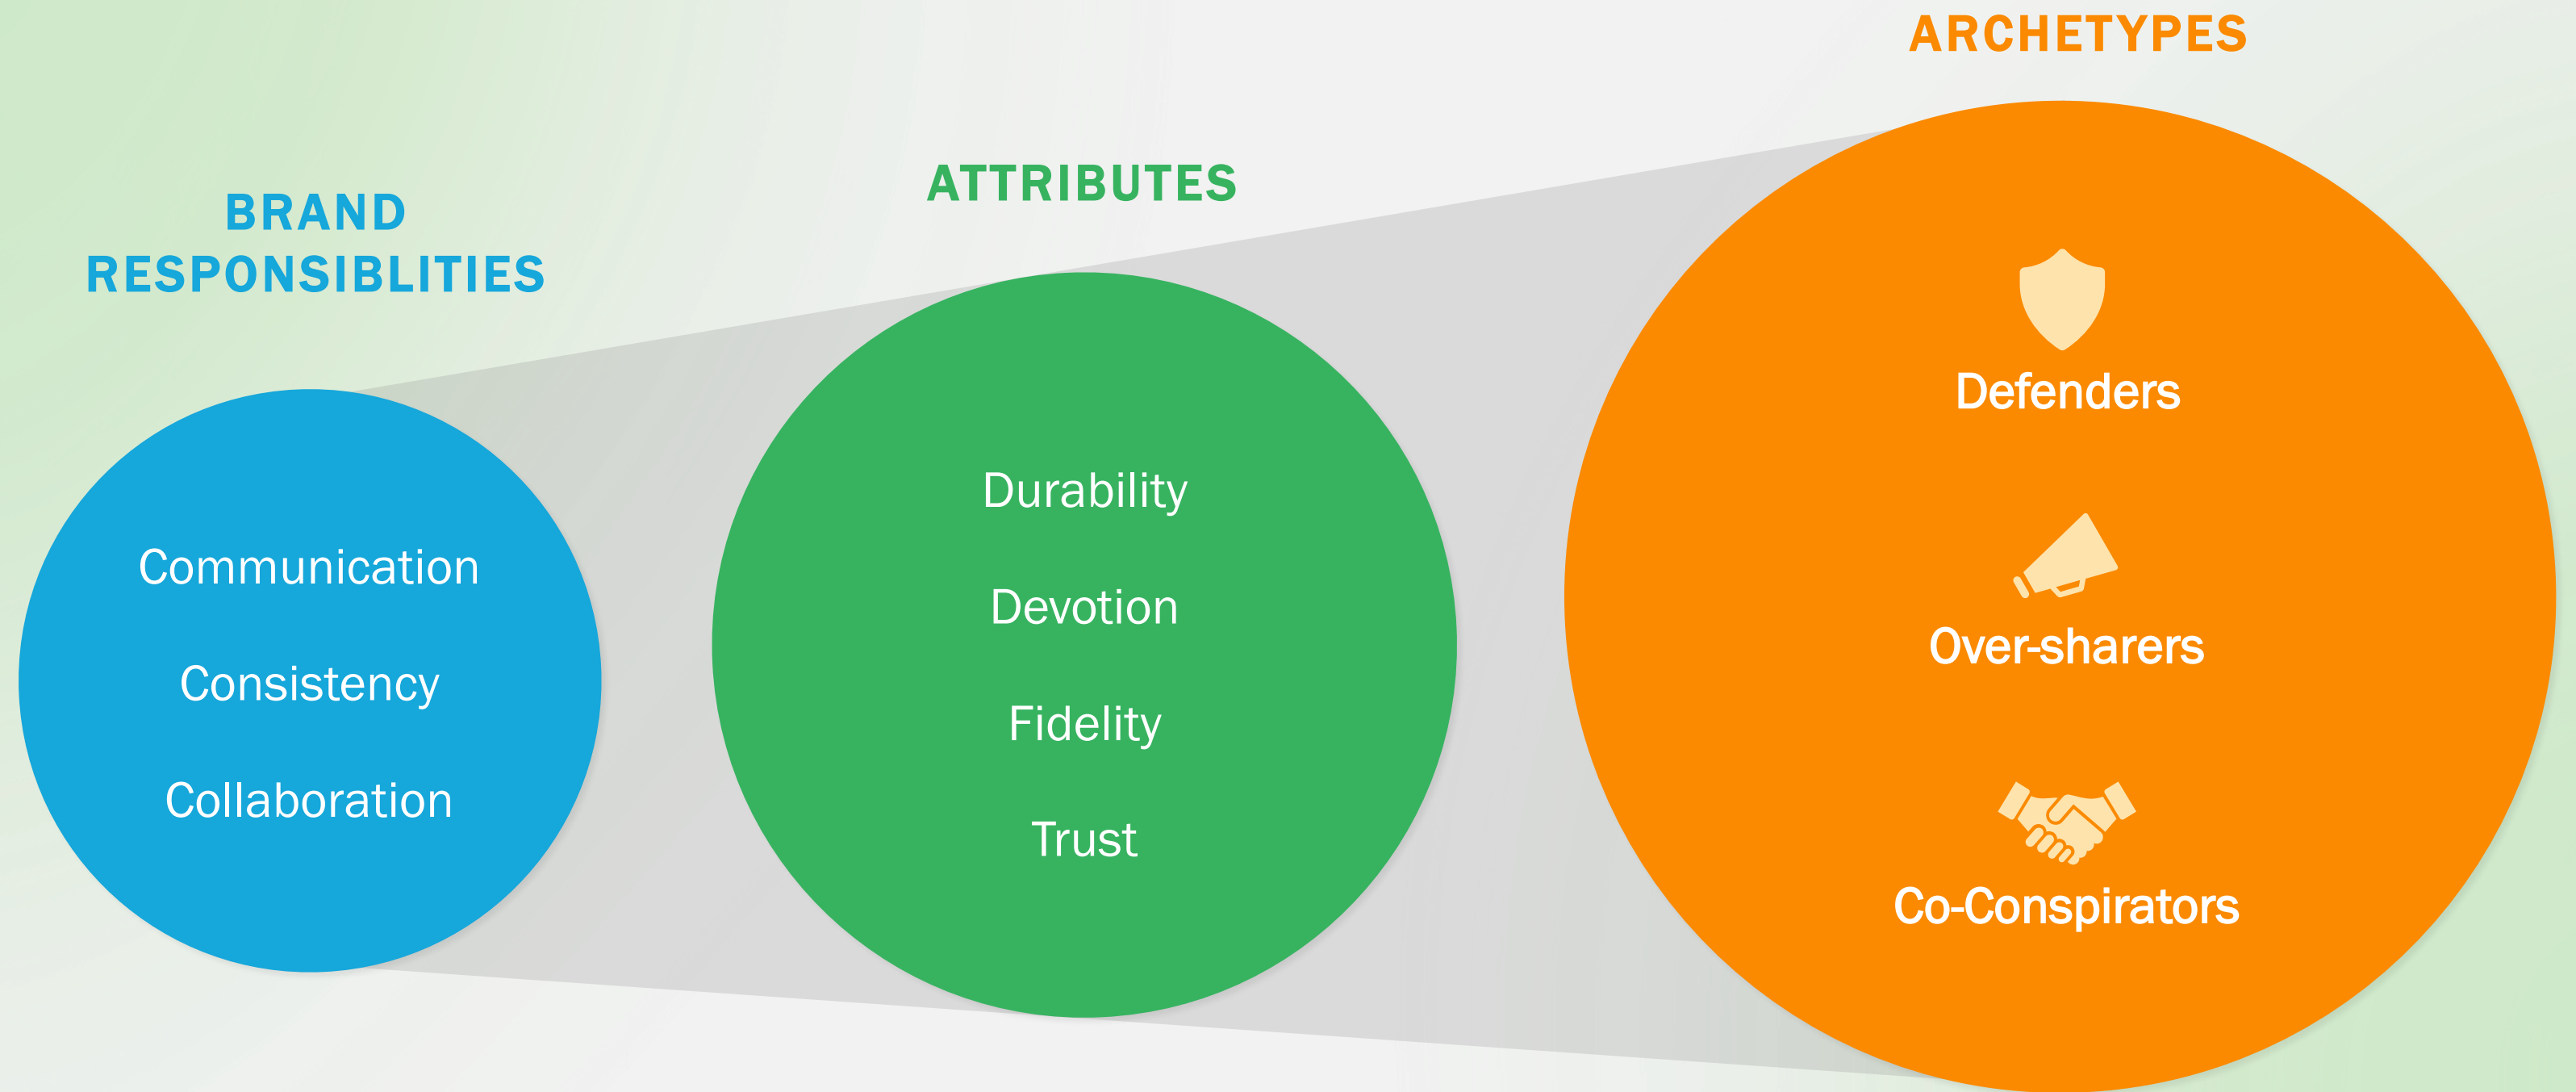 BRAND
RESPONSIBLITIES
Communication
Consistency
Collaboration
ATTRIBUTES
Durability
Devotion
Fidelity
Trust
ARCHETYPES
Defenders
Over-sharers
Co-Conspirators